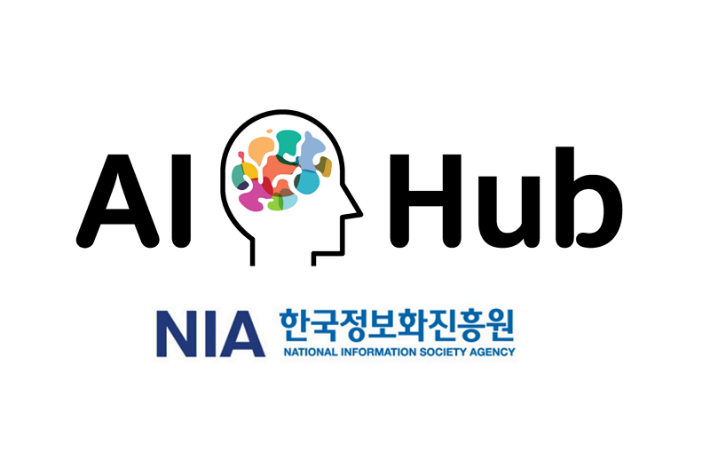 AI Hub
NIA 한국정보화진흥원
NATIONAL INFORMATION SOCIETY AGENCY